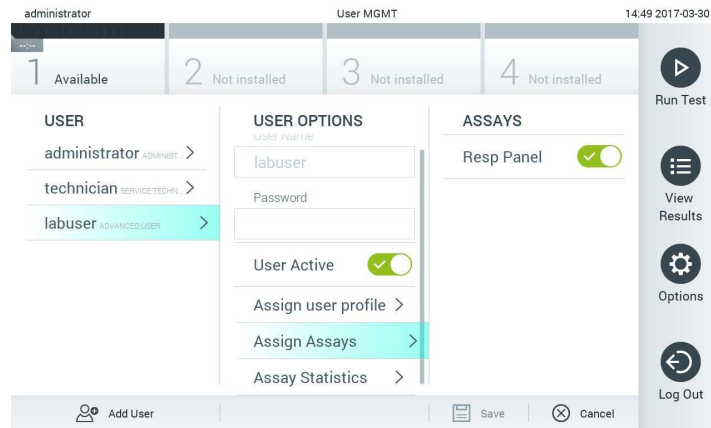 administrator
User MGMT
14:49 2017-03-30
--:--
1 Available
2 Not installed
3 Not installed
4 Not installed
Run Test
View
Results
Options
Log Out
USER
administrator ADMINIST...
technician SERVICE TECHN...
labuser ADVANCED USER
USER OPTIONS
User Name
labuser
Password
User Active
Assign user profile
Assign Assays
Assay Statistics
ASSAYS
Resp Panel
Add User
Save
Cancel